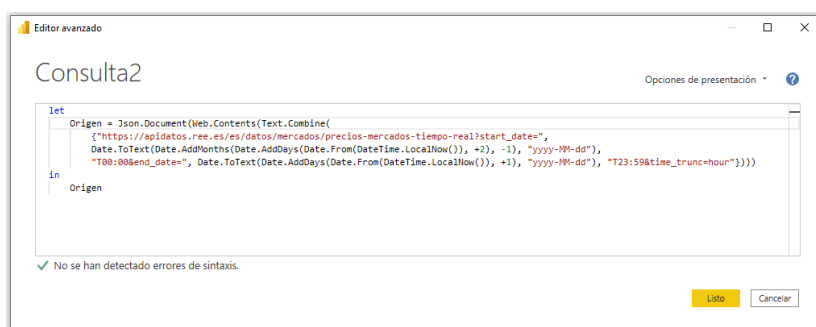 Editor avanzado
Consulta2
Opciones de presentación
?
let
Origen = Json.Document(Web.Contents(Text.Combine(
{"https://apidatos.ree.es/es/datos/mercados/precios-mercados-tiempo-real?start_date=",
Date.ToText(Date.AddMonths(Date.AddDays(Date.From(DateTime.LocalNow()), +2), -1), "yyyy-MM-dd"),
"T00:00&end_date=", Date.ToText(Date.AddDays(Date.From(DateTime.LocalNow()), +1), "yyyy-MM-dd"), "T23:59&time_trunc=hour"})))
in
Origen
No se han detectado errores de sintaxis.
Listo
Cancelar